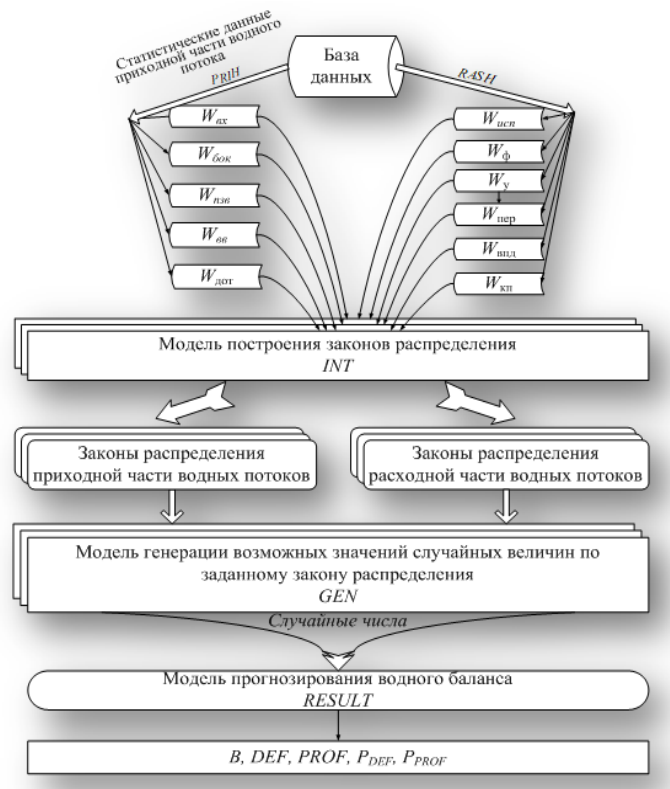 Статистические данные
приходной части водного
потока
PRIH
База
данных
RASH
Wвх
Wбок
Wпзв
Wвв
Wдот
Wисп
Wф
Wу
Wпер
Wвпд
Wкп
Модель построения законов распределения
INT
Законы распределения
приходной части водных потоков
Законы распределения
расходной части водных потоков
Модель генерации возможных значений случайных величин по
заданному закону распределения
GEN
Случайные числа
Модель прогнозирования водного баланса
RESULT
B, DEF, PROF, PDEF, PPROF